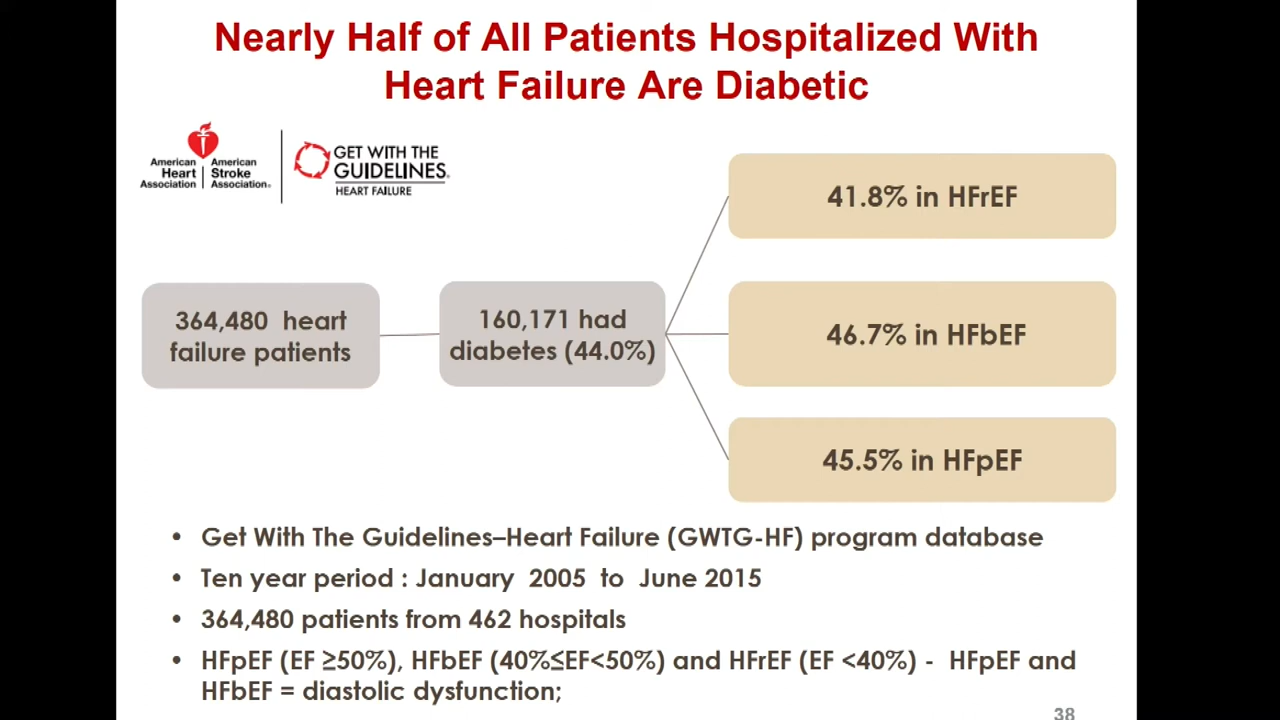 Nearly Half of All Patients Hospitalized With
Heart Failure Are Diabetic
American
Heart
Association
American
Stroke
Association®
GET WITH THE
GUIDELINES®
HEART FAILURE
364,480 heart
failure patients
160,171 had
diabetes (44.0%)
41.8% in HFrEF
46.7% in HFbEF
45.5% in HFpEF
• Get With The Guidelines–Heart Failure (GWTG-HF) program database
• Ten year period : January 2005 to June 2015
• 364,480 patients from 462 hospitals
• HFpEF (EF ≥50%), HFbEF (40%≤EF<50%) and HFrEF (EF <40%) - HFpEF and
HFbEF = diastolic dysfunction;
38